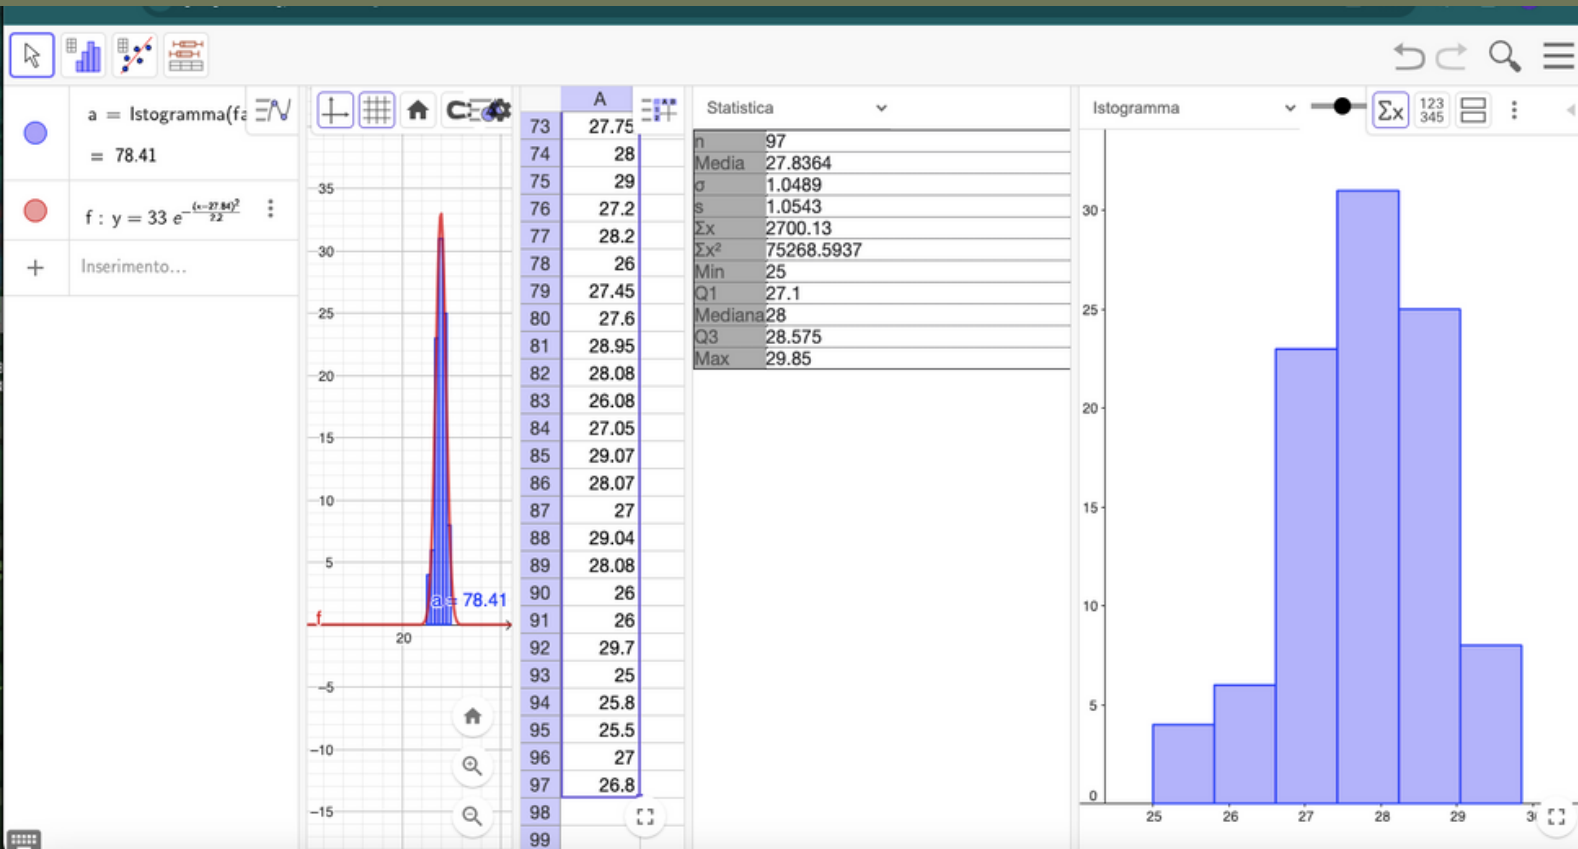 a = Istogramma(fa
= 78.41
f : y = 33 e^{-\frac{(x-27.84)^2}{2.2}}
Inserimento...
35
30
25
20
15
10
5
f
a = 78.41
20
-5
-10
-15
A
73 27.75
74 28
75 29
76 27.2
77 28.2
78 26
79 27.45
80 27.6
81 28.95
82 28.08
83 26.08
84 27.05
85 29.07
86 28.07
87 27
88 29.04
89 28.08
90 26
91 26
92 29.7
93 25
94 25.8
95 25.5
96 27
97 26.8
98
99
Statistica
n 97
Media 27.8364
σ 1.0489
s 1.0543
Σx 2700.13
Σx² 75268.5937
Min 25
Q1 27.1
Mediana 28
Q3 28.575
Max 29.85
Istogramma
Σx
123
345
30
25
20
15
10
5
0
25 26 27 28 29